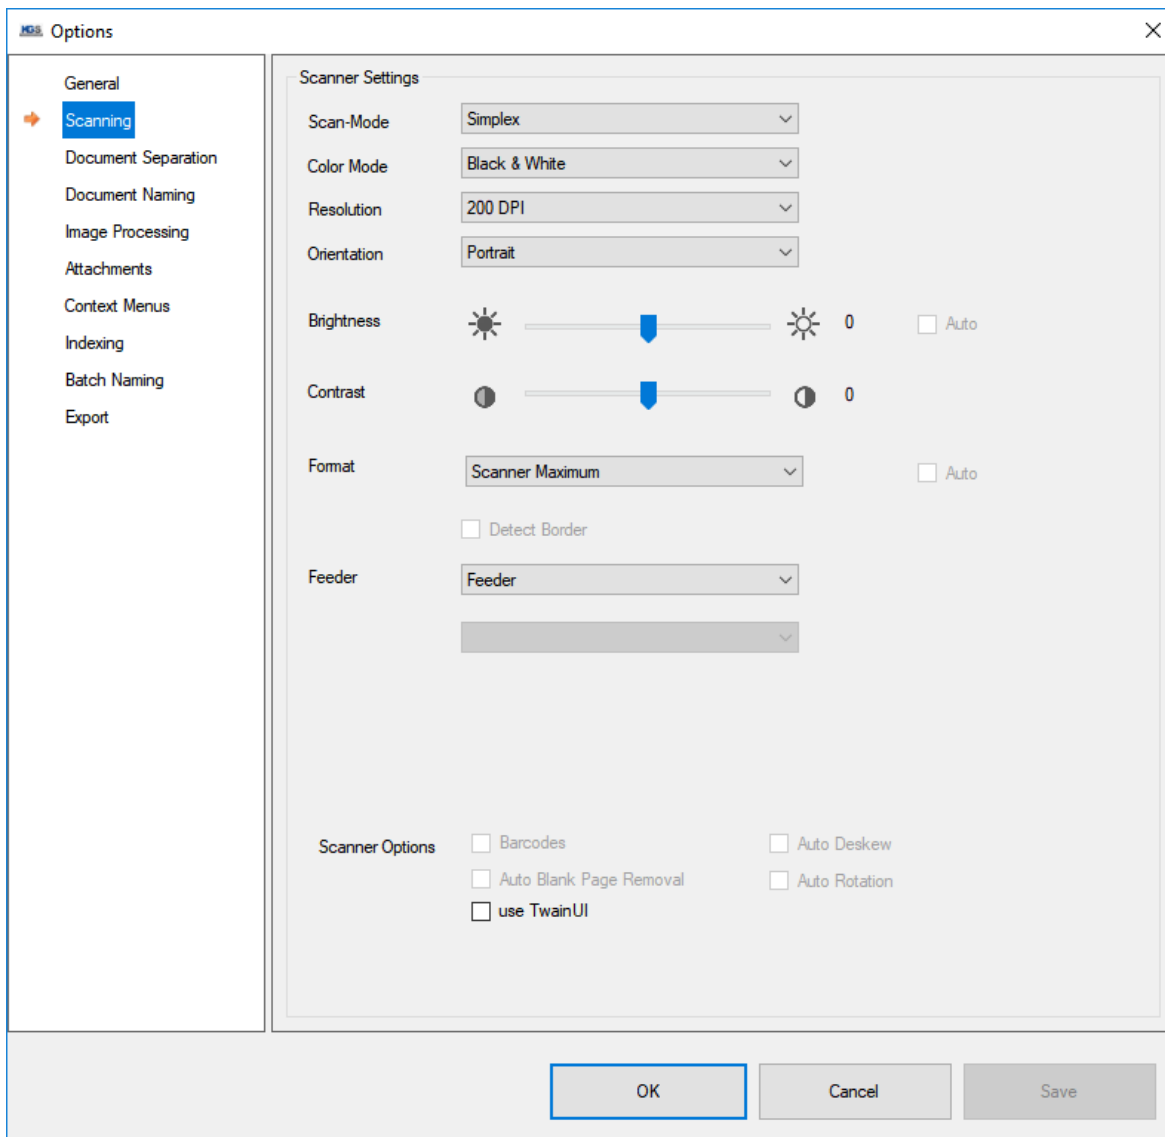 HGS Options
General
Scanning
Document Separation
Document Naming
Image Processing
Attachments
Context Menus
Indexing
Batch Naming
Export
Scanner Settings
Scan-Mode Simplex
Color Mode Black & White
Resolution 200 DPI
Orientation Portrait
Brightness 0 Auto
Contrast 0
Format Scanner Maximum Auto
Detect Border
Feeder Feeder
Scanner Options Barcodes Auto Deskew
Auto Blank Page Removal Auto Rotation
use TwainUI
OK Cancel Save